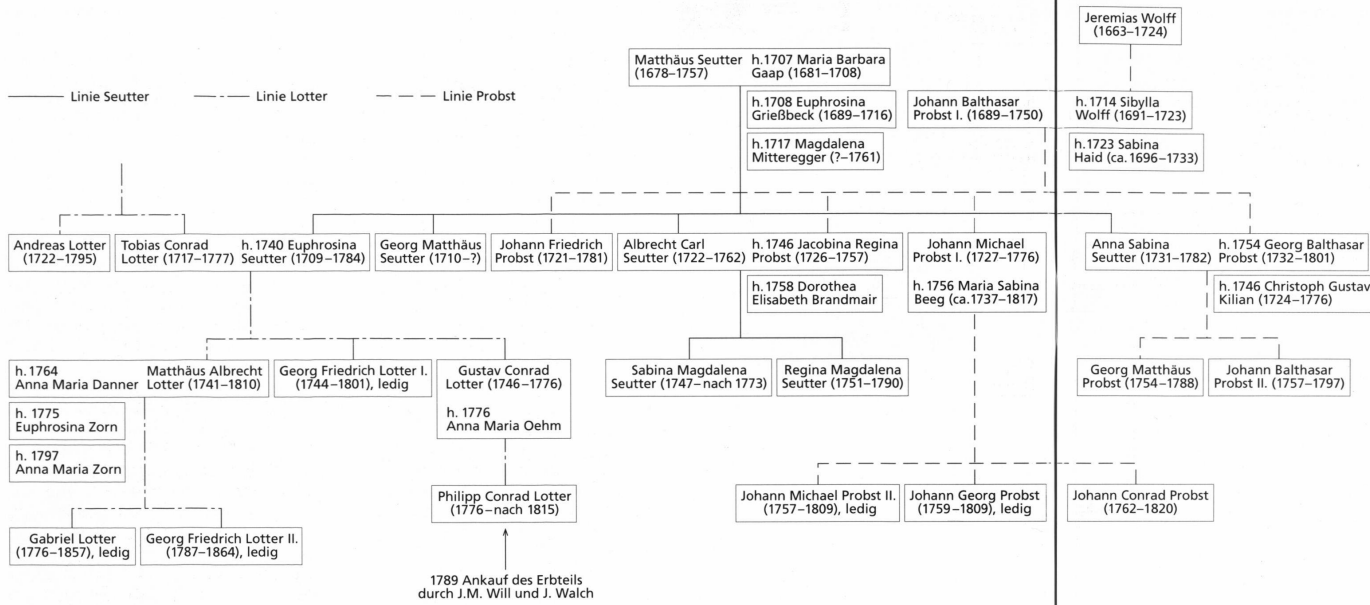 Jeremias Wolff
(1663–1724)
Matthäus Seutter
(1678–1757)
h.1707 Maria Barbara
Gaap (1681–1708)
Linie Seutter
Linie Lotter
Linie Probst
h.1708 Euphrosina
Grießbeck (1689–1716)
Johann Balthasar
Probst I. (1689–1750)
h.1714 Sibylla
Wolff (1691–1723)
h.1717 Magdalena
Mitteregger (?–1761)
h.1723 Sabina
Haid (ca.1696–1733)
Andreas Lotter
(1722–1795)
Tobias Conrad
Lotter (1717–1777)
h.1740 Euphrosina
Seutter (1709–1784)
Georg Matthäus
Seutter (1710–?)
Johann Friedrich
Probst (1721–1781)
Albrecht Carl
Seutter (1722–1762)
h.1746 Jacobina Regina
Probst (1726–1757)
Johann Michael
Probst I. (1727–1776)
h.1756 Maria Sabina
Beeg (ca.1737–1817)
Anna Sabina
Seutter (1731–1782)
h.1754 Georg Balthasar
Probst (1732–1801)
h.1758 Dorothea
Elisabeth Brandmair
h.1746 Christoph Gustav
Kilian (1724–1776)
h.1764
Anna Maria Danner
Matthäus Albrecht
Lotter (1741–1810)
Georg Friedrich Lotter I.
(1744–1801), ledig
Gustav Conrad
Lotter (1746–1776)
h. 1776
Anna Maria Oehm
Sabina Magdalena
Seutter (1747–nach 1773)
Regina Magdalena
Seutter (1751–1790)
Georg Matthäus
Probst (1754–1788)
Johann Balthasar
Probst II. (1757–1797)
h. 1775
Euphrosina Zorn
h. 1797
Anna Maria Zorn
Philipp Conrad Lotter
(1776–nach 1815)
Johann Michael Probst II.
(1757–1809), ledig
Johann Georg Probst
(1759–1809), ledig
Johann Conrad Probst
(1762–1820)
Gabriel Lotter
(1776–1857), ledig
Georg Friedrich Lotter II.
(1787–1864), ledig
1789 Ankauf des Erbteils
durch J.M. Will und J. Walch